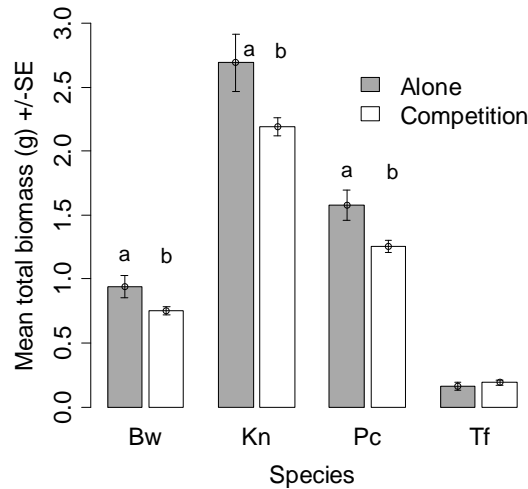 Mean total biomass (g) +/-SE
3.0
2.5
2.0
1.5
1.0
0.5
0.0
a b
a b
a b
Alone
Competition
Bw Kn Pc Tf
Species